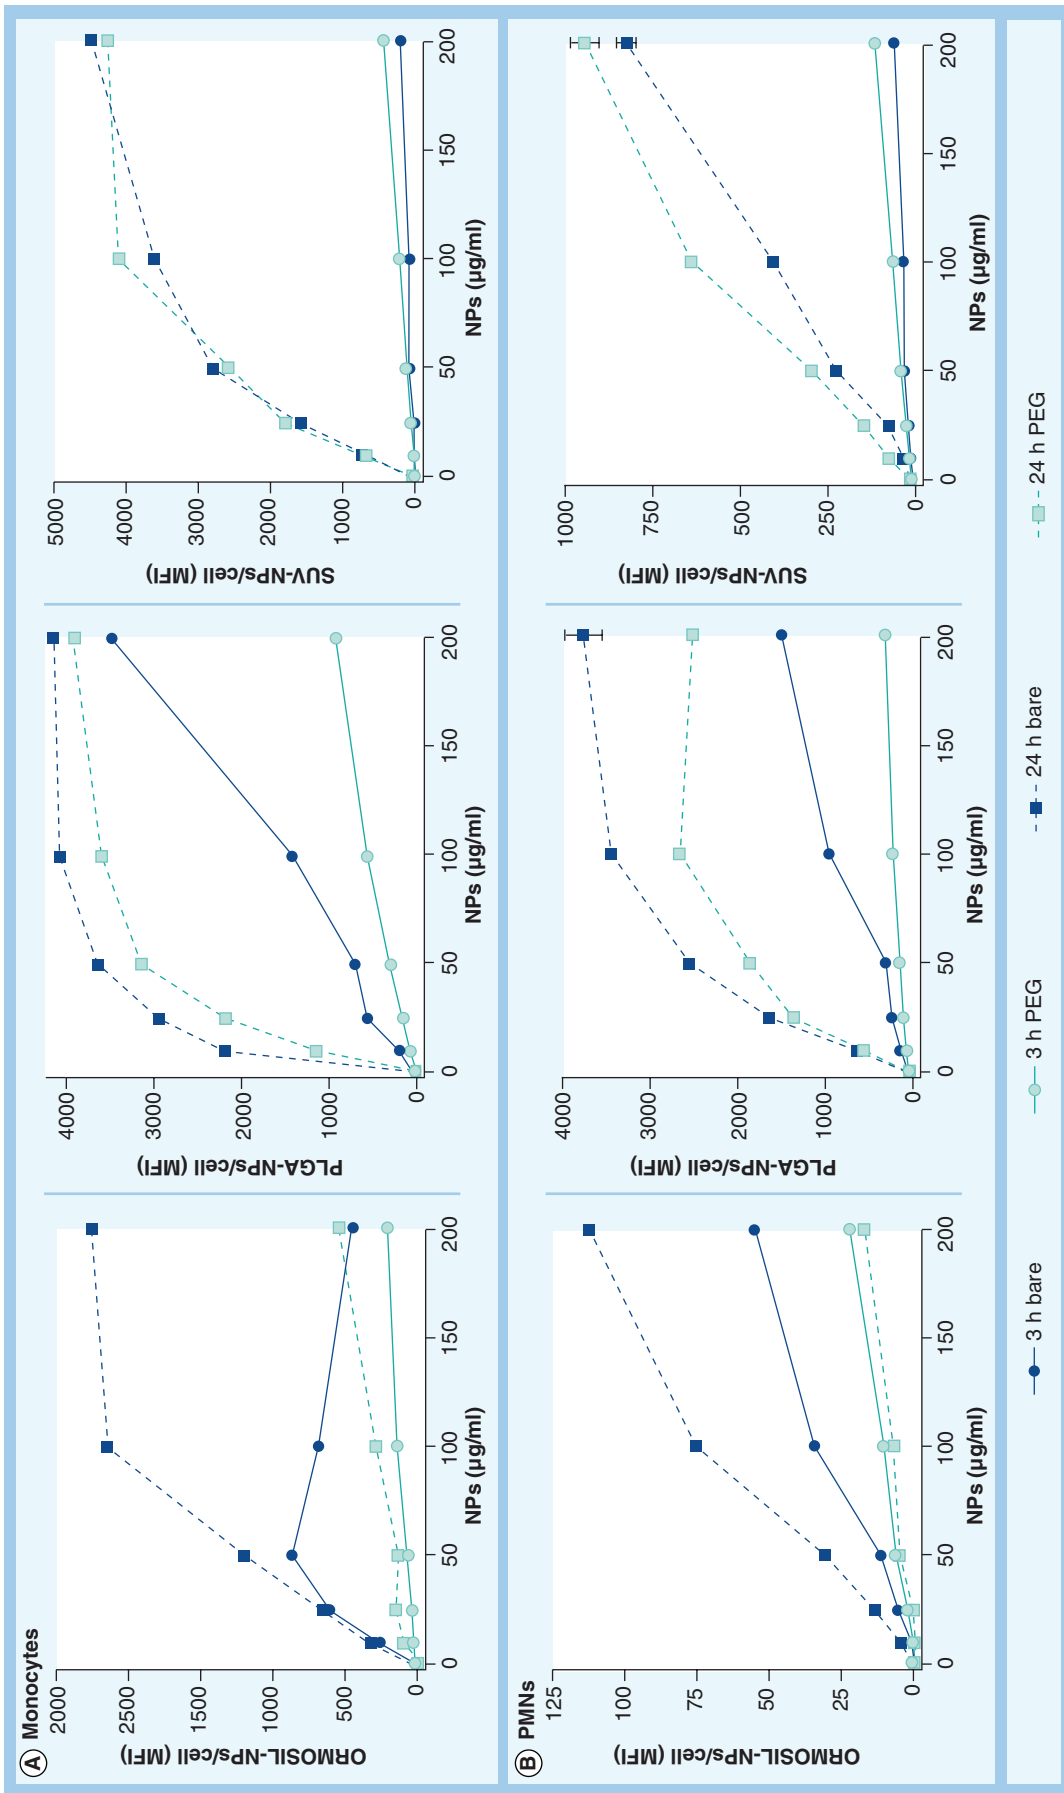 A Monocytes
ORMOSIL-NPs/cell (MFI)
2000
2500
1500
1000
500
0
0 50 100 150 200
NPs (µg/ml)
PLGA-NPs/cell (MFI)
4000
3000
2000
1000
0
0 50 100 150 200
NPs (µg/ml)
SUV-NPs/cell (MFI)
5000
4000
3000
2000
1000
0
0 50 100 150 200
NPs (µg/ml)
B PMNs
ORMOSIL-NPs/cell (MFI)
125
100
75
50
25
0
0 50 100 150 200
NPs (µg/ml)
PLGA-NPs/cell (MFI)
4000
3000
2000
1000
0
0 50 100 150 200
NPs (µg/ml)
SUV-NPs/cell (MFI)
1000
750
500
250
0
0 50 100 150 200
NPs (µg/ml)
3 h bare 3 h PEG 24 h bare 24 h PEG